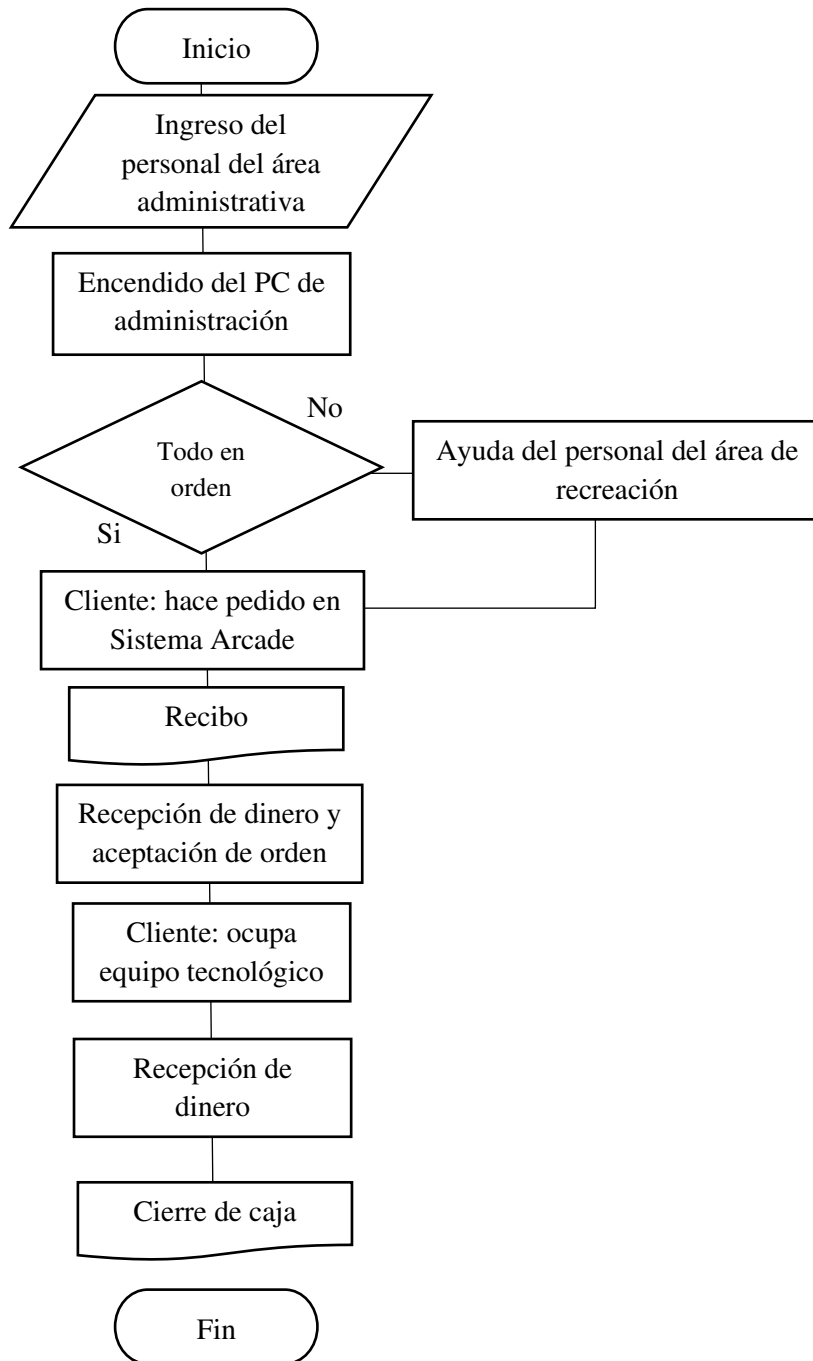 Inicio
Ingreso del
personal del área
administrativa
Encendido del PC de
administración
No
Todo en
orden
Ayuda del personal del área de
recreación
Si
Cliente: hace pedido en
Sistema Arcade
Recibo
Recepción de dinero y
aceptación de orden
Cliente: ocupa
equipo tecnológico
Recepción de
dinero
Cierre de caja
Fin